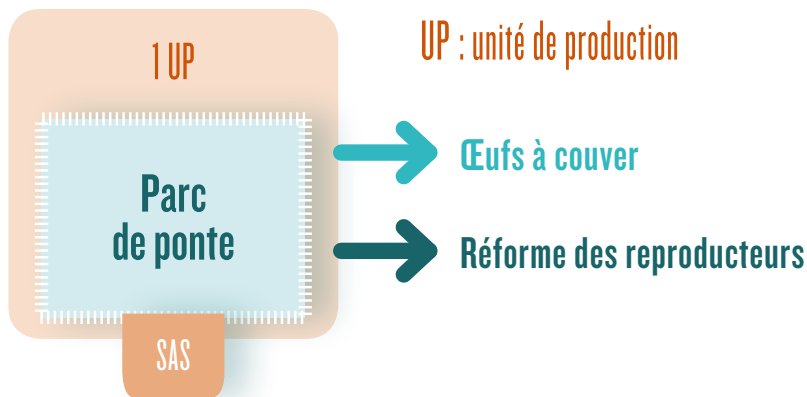 1 UP
UP : unité de production
Parc
de ponte
Œufs à couver
Réforme des reproducteurs
SAS